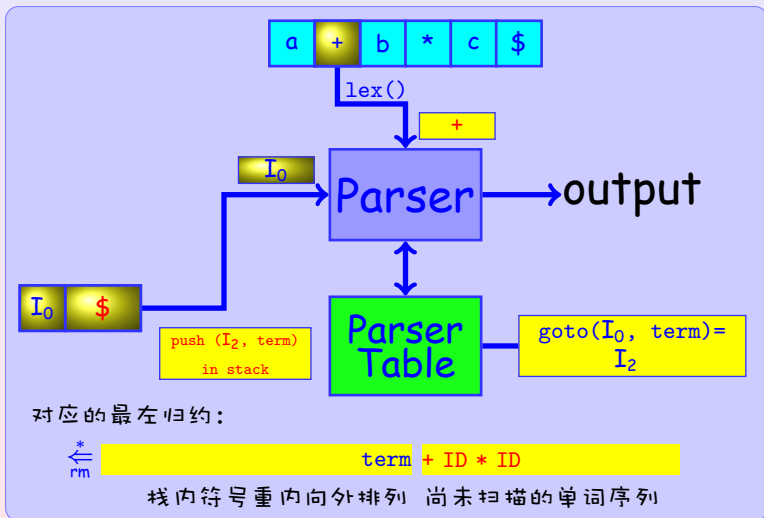 a + b * c $
lex()
+
I₀
Parser
output
I₀ $
push (I₂, term)
in stack
Parser
Table
goto(I₀, term)=
I₂
对应的最左归约:
*
⇐
rm
term + ID * ID
栈内符号重内向外排列 尚未扫描的单词序列